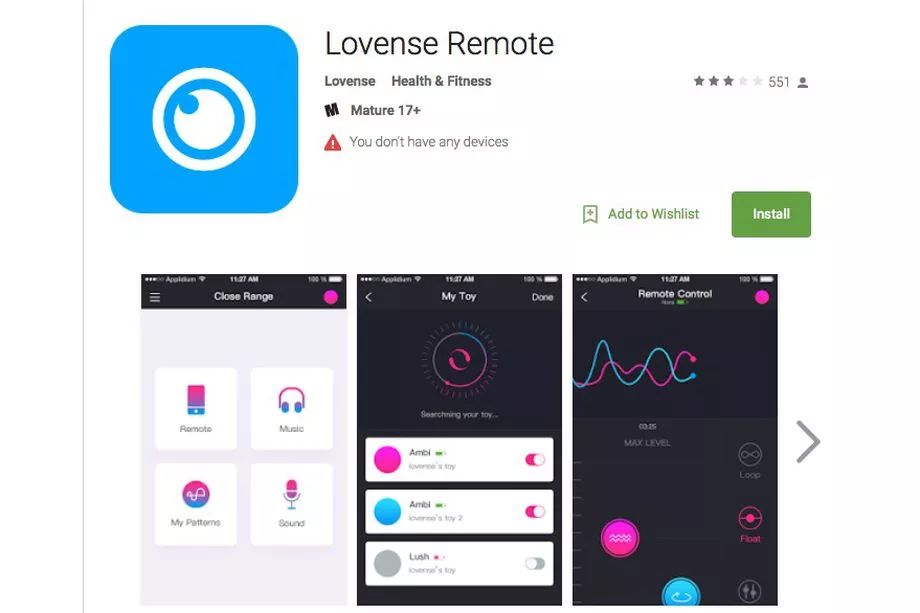 Lovense Remote
Lovense Health & Fitness
551
Mature 17+
You don't have any devices
Add to Wishlist
Install
Applidium 11:27 AM 100 %
Close Range
Remote
Music
My Patterns
Sound
Applidium 11:27 AM 100 %
My Toy
Done
Searchning your toy...
Ambi
lovense's toy
Ambi
lovense's toy 2
Lush
lovense's toy
Applidium 11:27 AM 100 %
Remote Control
Nora
03:25
MAX LEVEL
Loop
Float